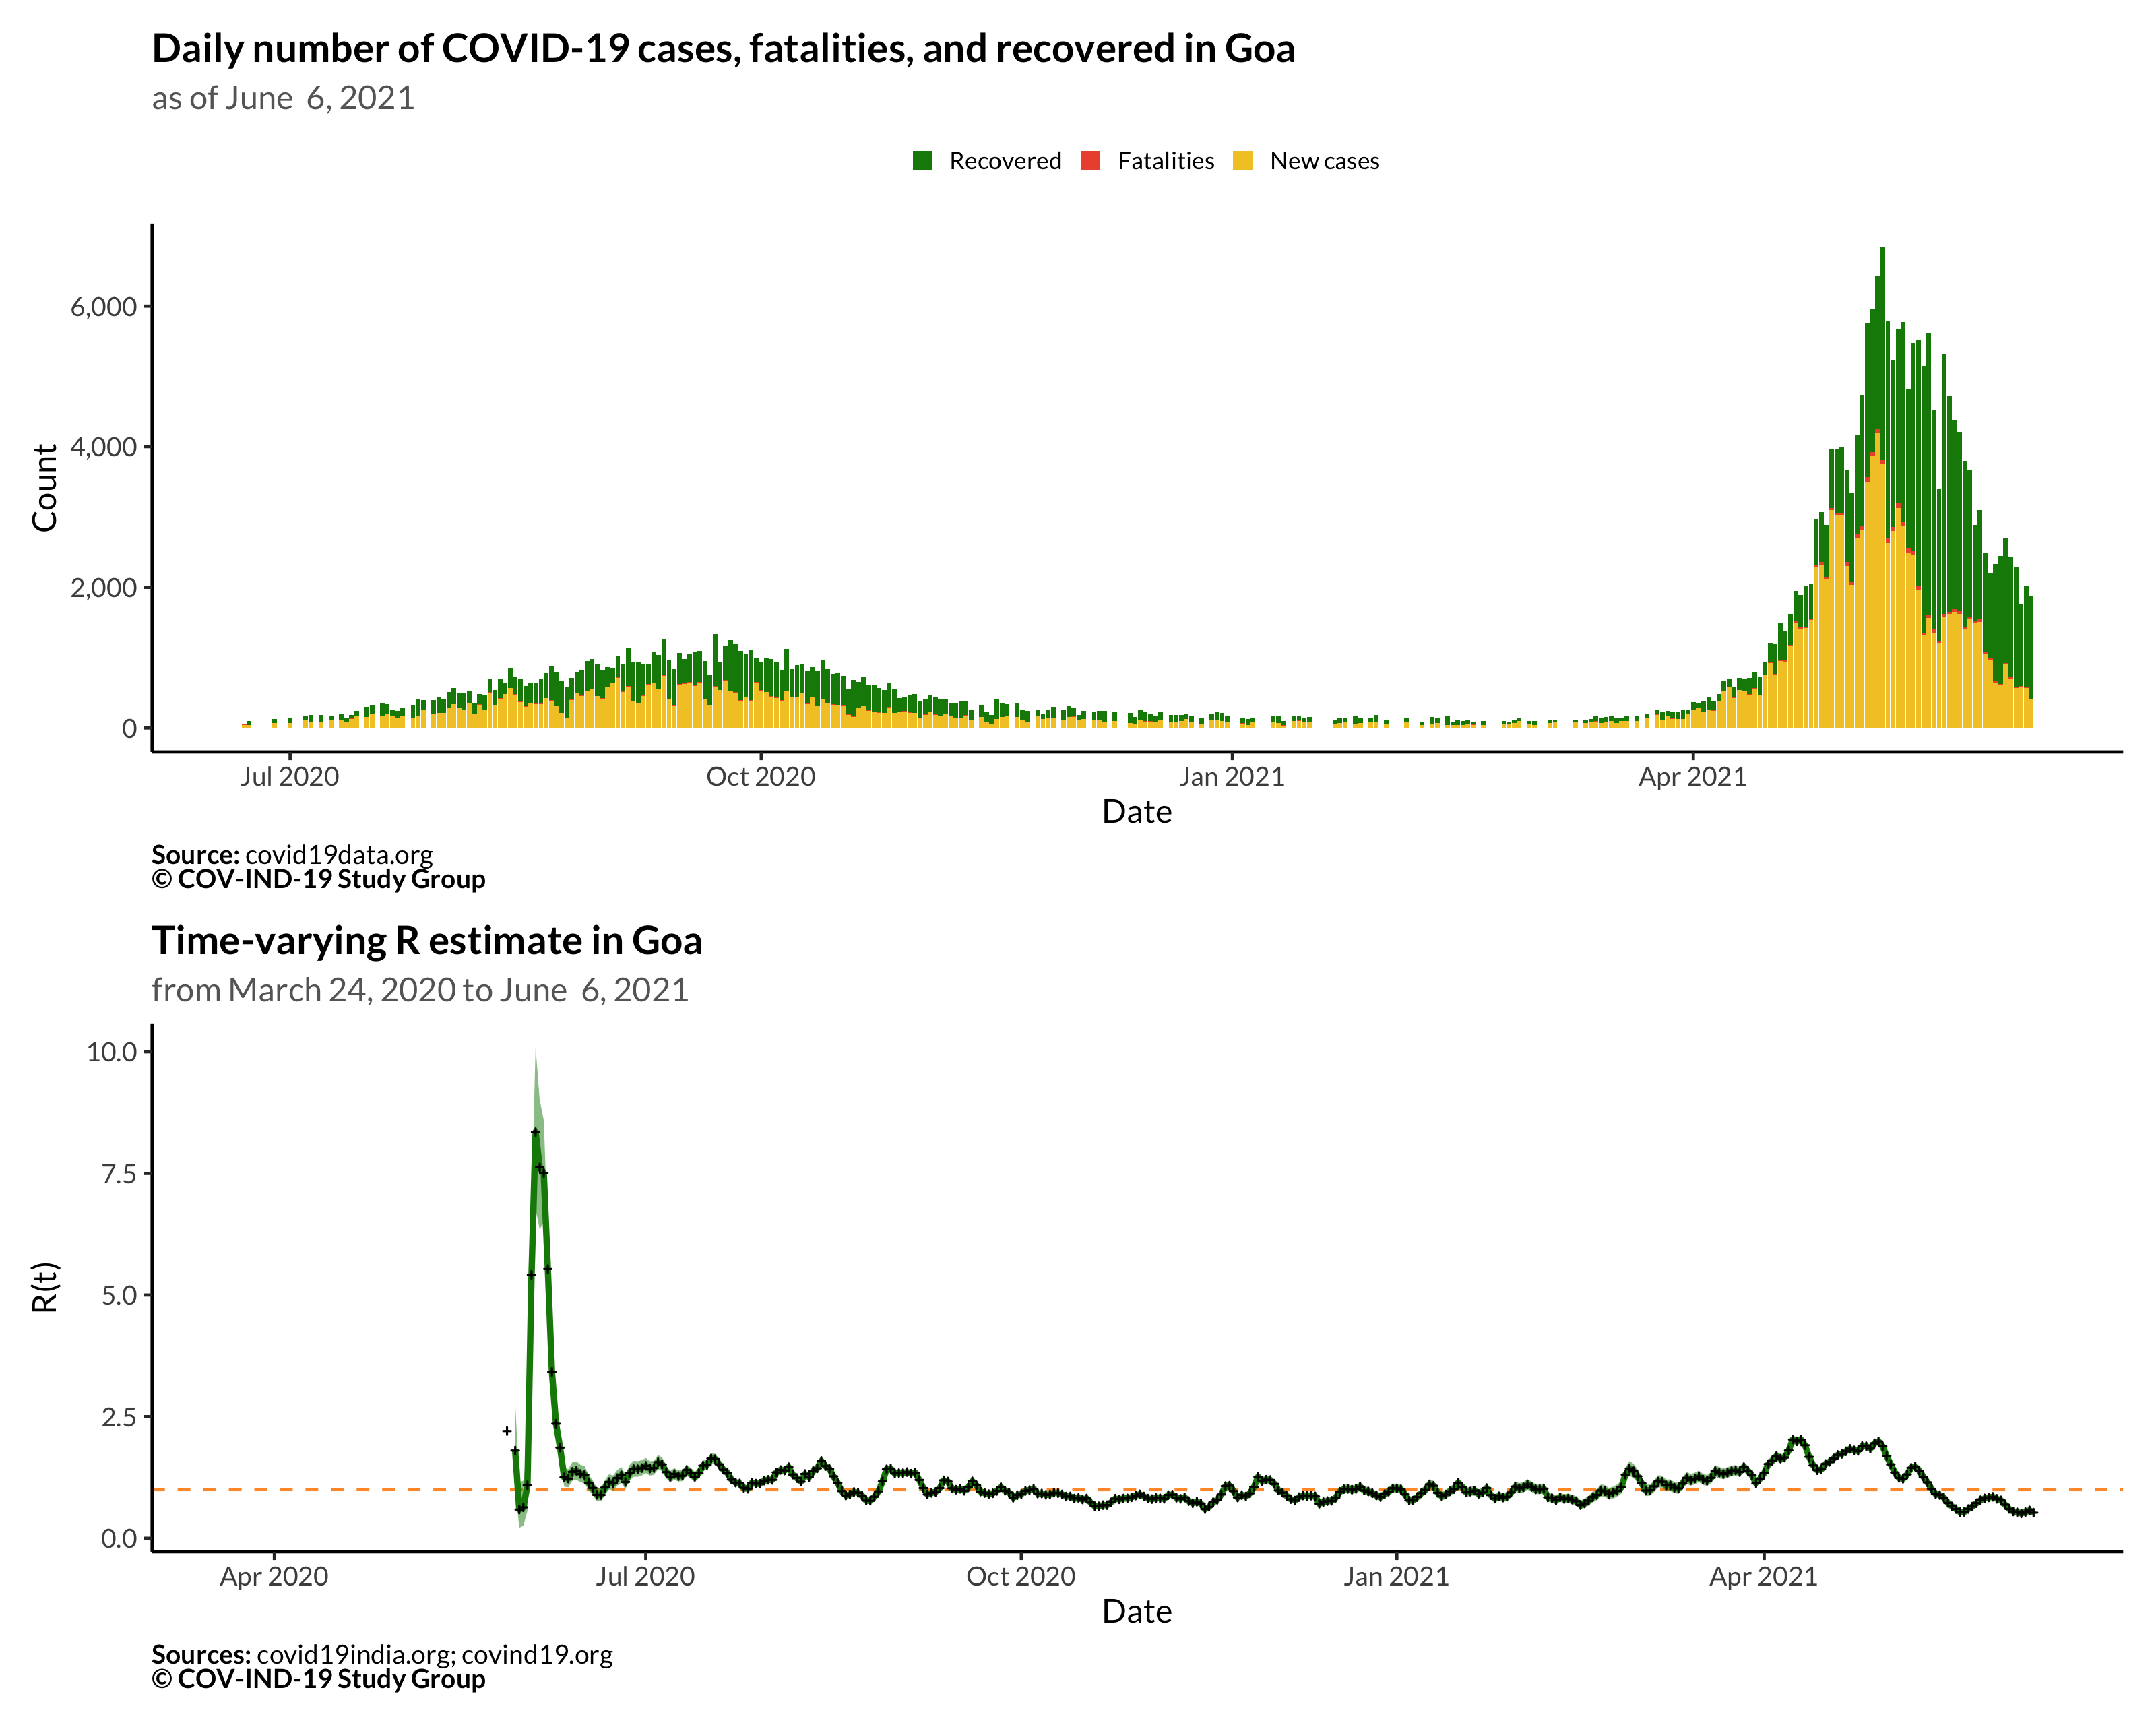 Daily number of COVID-19 cases, fatalities, and recovered in Goa
as of June  6, 2021
Recovered Fatalities New cases
6,000
4,000
2,000
0
Count
Jul 2020 Oct 2020 Jan 2021 Apr 2021
Date
Source: covid19data.org
© COV-IND-19 Study Group
Time-varying R estimate in Goa
from March 24, 2020 to June  6, 2021
10.0
7.5
5.0
2.5
0.0
R(t)
Apr 2020 Jul 2020 Oct 2020 Jan 2021 Apr 2021
Date
Sources: covid19india.org; covind19.org
© COV-IND-19 Study Group